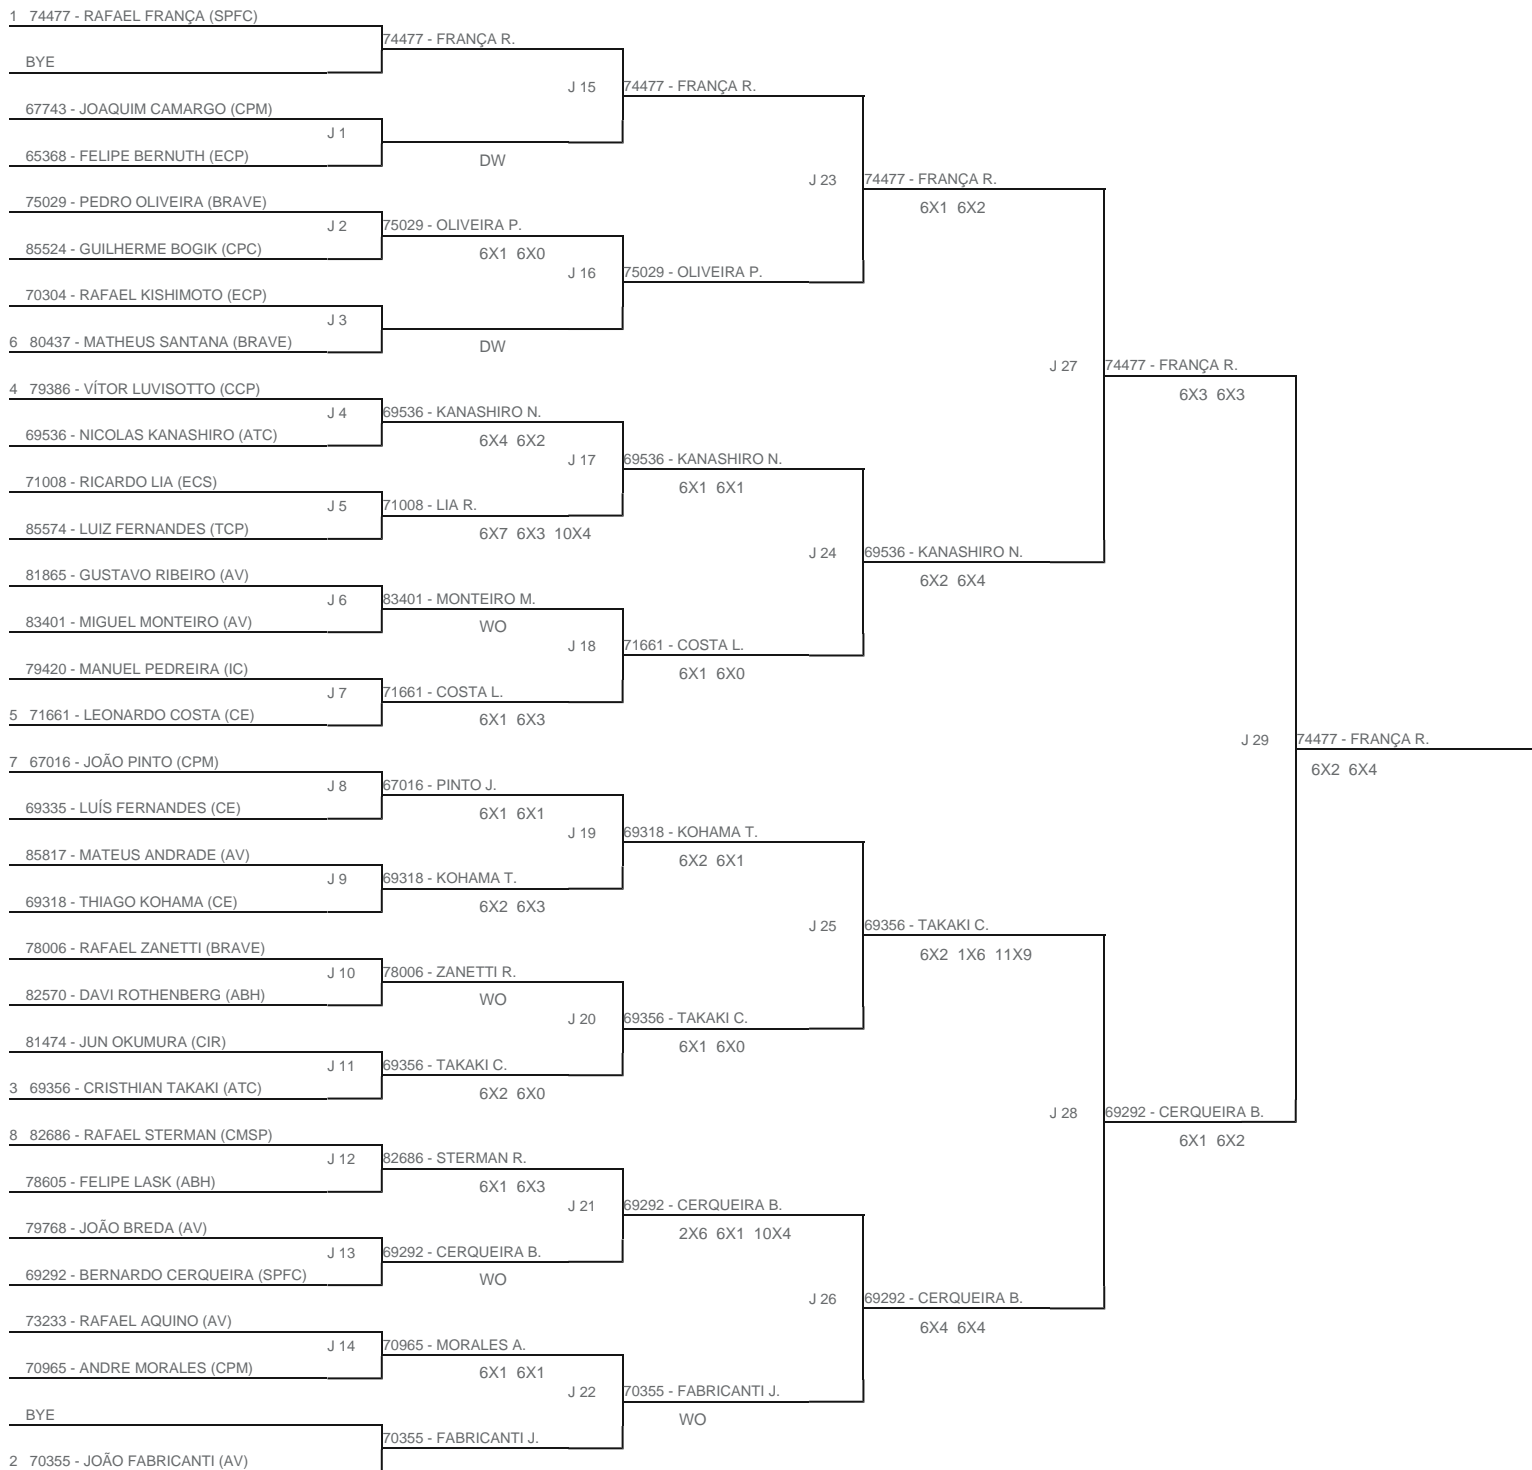 1 74477 - RAFAEL FRANÇA (SPFC)
74477 - FRANÇA R.
BYE
J 15
74477 - FRANÇA R.
67743 - JOAQUIM CAMARGO (CPM)
J 1
65368 - FELIPE BERNUTH (ECP)
DW
J 23
74477 - FRANÇA R.
6X1 6X2
75029 - PEDRO OLIVEIRA (BRAVE)
J 2
75029 - OLIVEIRA P.
85524 - GUILHERME BOGIK (CPC)
6X1 6X0
J 16
75029 - OLIVEIRA P.
70304 - RAFAEL KISHIMOTO (ECP)
J 3
6 80437 - MATHEUS SANTANA (BRAVE)
DW
J 27
74477 - FRANÇA R.
6X3 6X3
4 79386 - VÍTOR LUVISOTTO (CCP)
J 4
69536 - KANASHIRO N.
69536 - NICOLAS KANASHIRO (ATC)
6X4 6X2
J 17
69536 - KANASHIRO N.
6X1 6X1
71008 - RICARDO LIA (ECS)
J 5
71008 - LIA R.
85574 - LUIZ FERNANDES (TCP)
6X7 6X3 10X4
J 24
69536 - KANASHIRO N.
6X2 6X4
81865 - GUSTAVO RIBEIRO (AV)
J 6
83401 - MONTEIRO M.
83401 - MIGUEL MONTEIRO (AV)
WO
J 18
71661 - COSTA L.
6X1 6X0
79420 - MANUEL PEDREIRA (IC)
J 7
71661 - COSTA L.
5 71661 - LEONARDO COSTA (CE)
6X1 6X3
J 29
74477 - FRANÇA R.
6X2 6X4
7 67016 - JOÃO PINTO (CPM)
J 8
67016 - PINTO J.
69335 - LUÍS FERNANDES (CE)
6X1 6X1
J 19
69318 - KOHAMA T.
6X2 6X1
85817 - MATEUS ANDRADE (AV)
J 9
69318 - KOHAMA T.
69318 - THIAGO KOHAMA (CE)
6X2 6X3
J 25
69356 - TAKAKI C.
6X2 1X6 11X9
78006 - RAFAEL ZANETTI (BRAVE)
J 10
78006 - ZANETTI R.
82570 - DAVI ROTHENBERG (ABH)
WO
J 20
69356 - TAKAKI C.
6X1 6X0
81474 - JUN OKUMURA (CIR)
J 11
69356 - TAKAKI C.
3 69356 - CRISTHIAN TAKAKI (ATC)
6X2 6X0
J 28
69292 - CERQUEIRA B.
6X1 6X2
8 82686 - RAFAEL STERMAN (CMSP)
J 12
82686 - STERMAN R.
78605 - FELIPE LASK (ABH)
6X1 6X3
J 21
69292 - CERQUEIRA B.
2X6 6X1 10X4
79768 - JOÃO BREDA (AV)
J 13
69292 - CERQUEIRA B.
69292 - BERNARDO CERQUEIRA (SPFC)
WO
J 26
69292 - CERQUEIRA B.
6X4 6X4
73233 - RAFAEL AQUINO (AV)
J 14
70965 - MORALES A.
70965 - ANDRE MORALES (CPM)
6X1 6X1
J 22
70355 - FABRICANTI J.
WO
BYE
70355 - FABRICANTI J.
2 70355 - JOÃO FABRICANTI (AV)